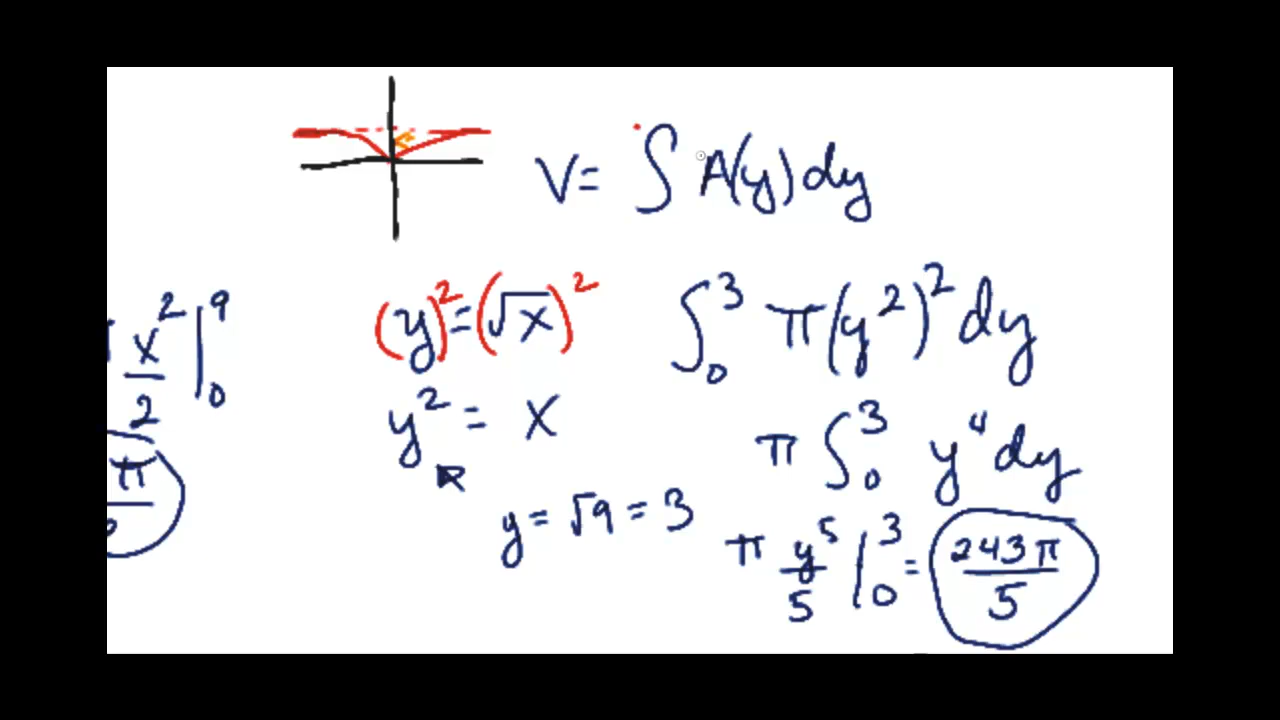 V = ∫ A(y) dy
x²/2 |₀⁹
π
(y)² = (√x)²
y² = x
y = √9 = 3
∫₀³ π(y²)² dy
π ∫₀³ y⁴ dy
π y⁵/5 |₀³ = 243π/5